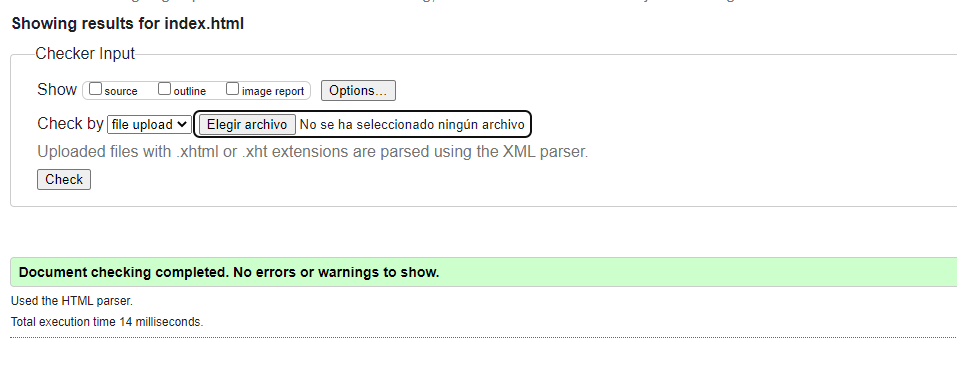 Showing results for index.html
Checker Input
Show source outline image report Options...
Check by file upload Elegir archivo No se ha seleccionado ningún archivo
Uploaded files with .xhtml or .xht extensions are parsed using the XML parser.
Check
Document checking completed. No errors or warnings to show.
Used the HTML parser.
Total execution time 14 milliseconds.